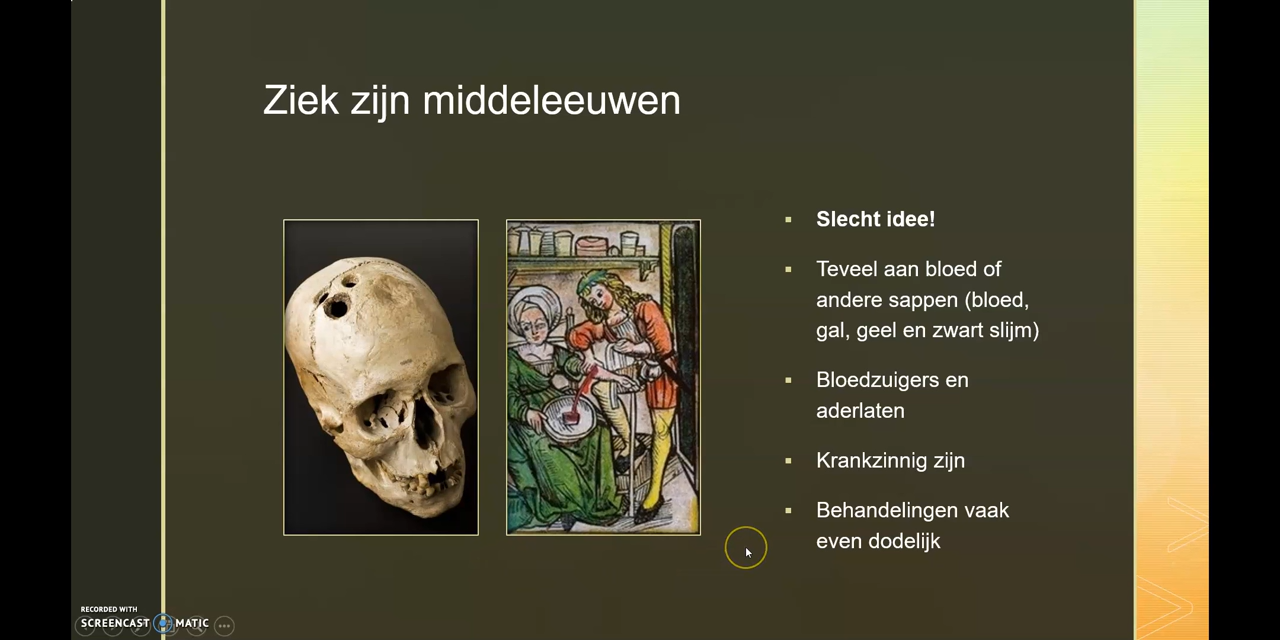 Ziek zijn middeleeuwen
Slecht idee!
Teveel aan bloed of
andere sappen (bloed,
gal, geel en zwart slijm)
Bloedzuigers en
aderlaten
Krankzinnig zijn
Behandelingen vaak
even dodelijk
RECORDED WITH
SCREENCAST MATIC